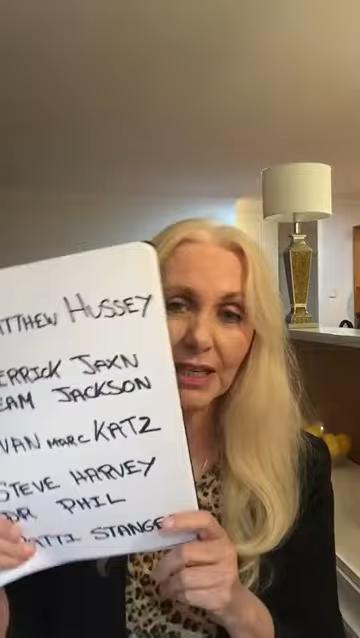 ATTHEW HUSSEY
ERRICK JAXN
EAM JACKSON
VAN MARC KATZ
STEVE HARVEY
DR PHIL
ATTI STANGE